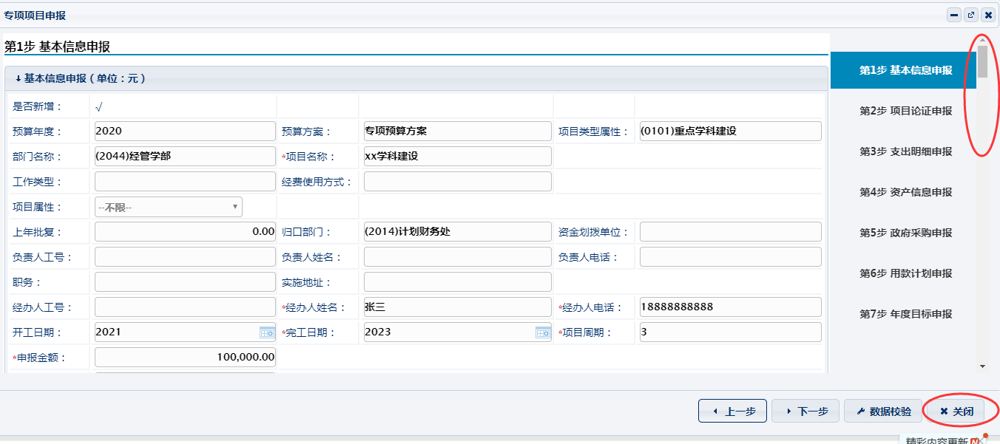 专项项目申报
第1步 基本信息申报
基本信息申报（单位：元）
是否新增： √
预算年度： 2020 预算方案： 专项预算方案 项目类型属性： (0101)重点学科建设
部门名称： (2044)经管学部 *项目名称： xx学科建设
工作类型： 经费使用方式：
项目属性： --不限--
上年批复： 0.00 归口部门： (2014)计划财务处 资金划拨单位：
负责人工号： 负责人姓名： 负责人电话：
职务： 实施地址：
经办人工号： *经办人姓名： 张三 *经办人电话： 18888888888
开工日期： 2021 *完工日期： 2023 *项目周期： 3
*申报金额： 100,000.00
第1步 基本信息申报
第2步 项目论证申报
第3步 支出明细申报
第4步 资产信息申报
第5步 政府采购申报
第6步 用款计划申报
第7步 年度目标申报
上一步 下一步 数据校验 关闭
精彩内容更新